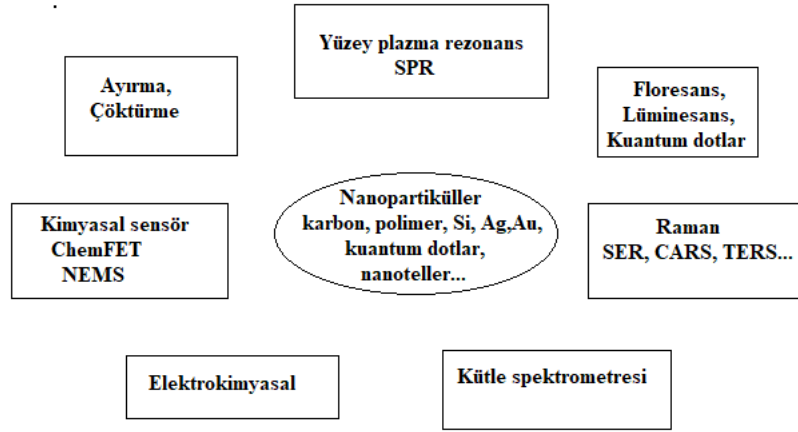 Yüzey plazma rezonans
SPR
Ayırma,
Çöktürme
Floresans,
Lüminesans,
Kuantum dotlar
Nanopartiküller
karbon, polimer, Si, Ag,Au,
kuantum dotlar,
nanoteller...
Kimyasal sensör
ChemFET
NEMS
Raman
SER, CARS, TERS...
Elektrokimyasal
Kütle spektrometresi